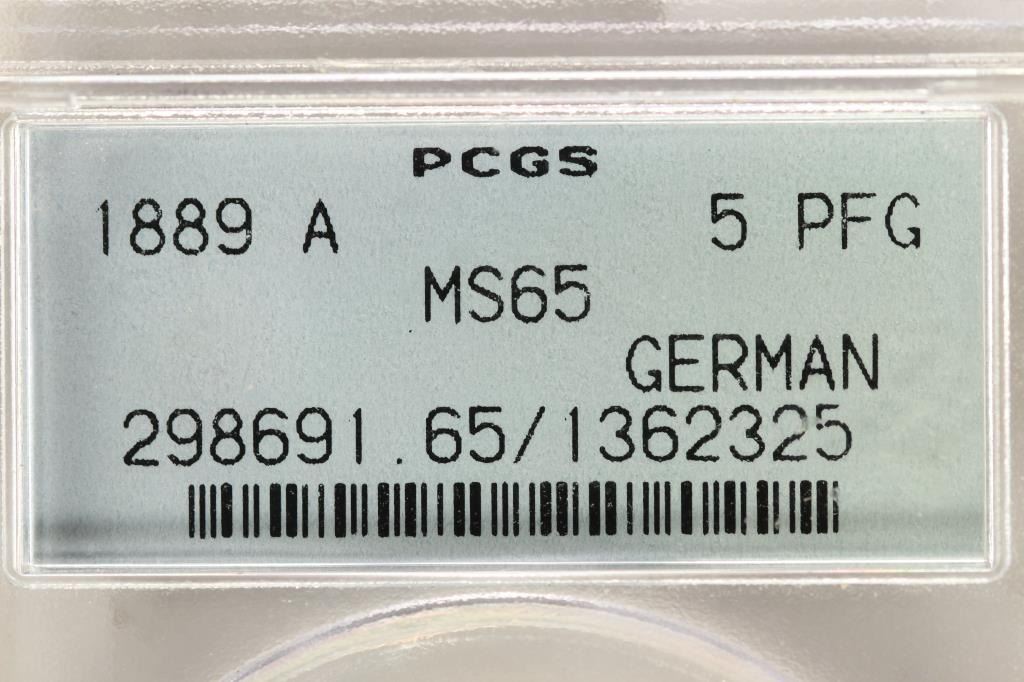 PCGS
1889 A 5 PFG
MS65
GERMAN
298691.65/1362325